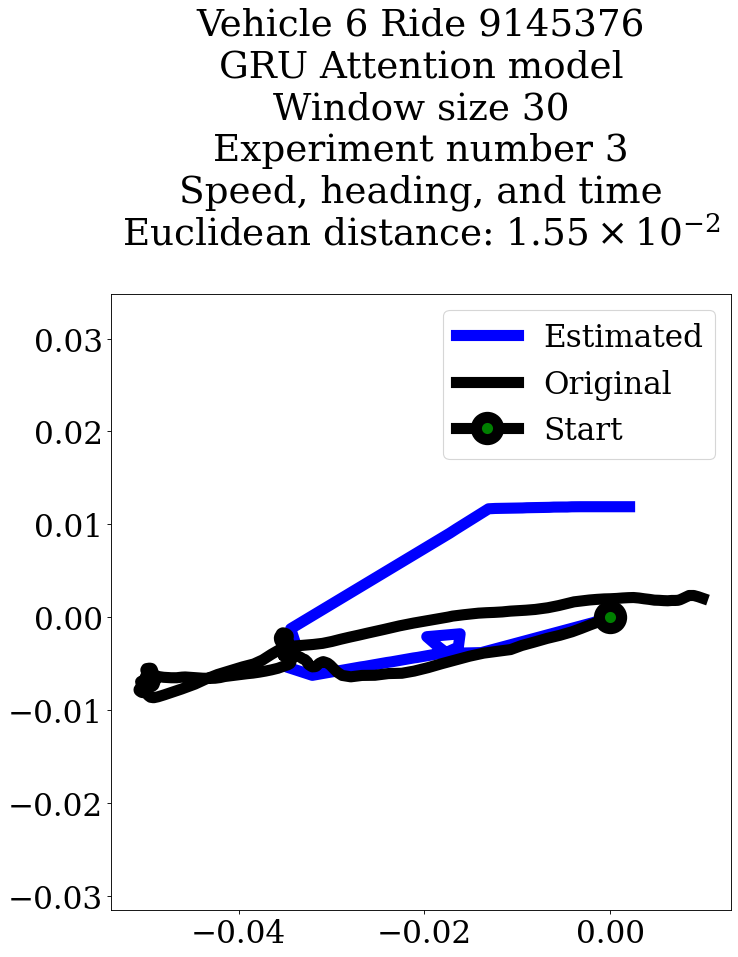 Vehicle 6 Ride 9145376
GRU Attention model
Window size 30
Experiment number 3
Speed, heading, and time
Euclidean distance: 1.55 × 10⁻²
Estimated
Original
Start
0.03
0.02
0.01
0.00
−0.01
−0.02
−0.03
−0.04
−0.02
0.00